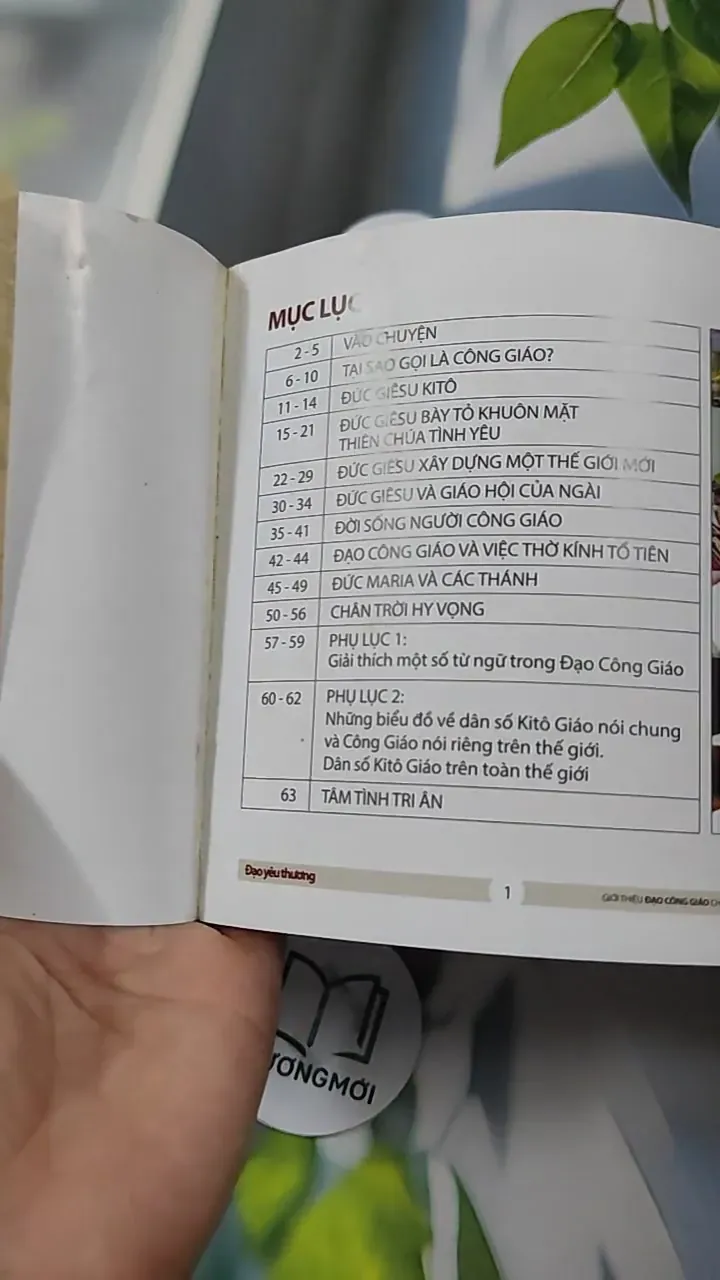 MỤC LỤC
2 - 5 VÀO CHUYỆN
6 - 10 TẠI SAO GỌI LÀ CÔNG GIÁO?
11 - 14 ĐỨC GIÊSU KITÔ
15 - 21 ĐỨC GIÊSU BÀY TỎ KHUÔN MẶT
THIÊN CHÚA TÌNH YÊU
22 - 29 ĐỨC GIÊSU XÂY DỰNG MỘT THẾ GIỚI MỚI
30 - 34 ĐỨC GIÊSU VÀ GIÁO HỘI CỦA NGÀI
35 - 41 ĐỜI SỐNG NGƯỜI CÔNG GIÁO
42 - 44 ĐẠO CÔNG GIÁO VÀ VIỆC THỜ KÍNH TỔ TIÊN
45 - 49 ĐỨC MARIA VÀ CÁC THÁNH
50 - 56 CHÂN TRỜI HY VỌNG
57 - 59 PHỤ LỤC 1:
Giải thích một số từ ngữ trong Đạo Công Giáo
60 - 62 PHỤ LỤC 2:
Những biểu đồ về dân số Kitô Giáo nói chung
và Công Giáo nói riêng trên thế giới.
Dân số Kitô Giáo trên toàn thế giới
63 TÂM TÌNH TRI ÂN
Đạo yêu thương
1
GIỚI THIỆU ĐẠO CÔNG GIÁO
ƯƠNGMỚI